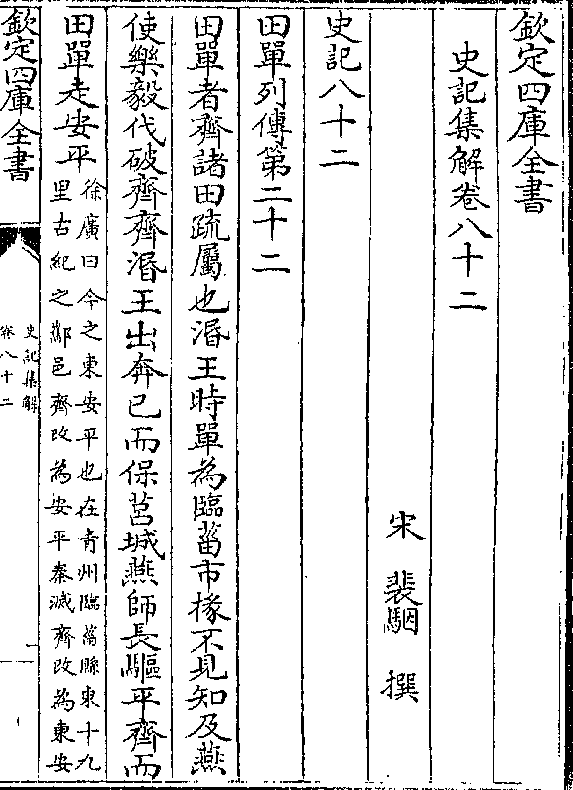 欽定四庫全書
史記集解卷八十二
宋 裴駰 撰
史記八十二
田單列傳第二十二
田單者齊諸田疏屬也湣王時單為臨菑市掾不見知及燕
使樂毅伐破齊齊湣王出奔已而保莒城燕師長驅平齊而
田單走安平
徐廣曰今之東安平也在青州臨菑縣東十九
里古紀之酅邑齊改為安平秦滅齊改為東安
欽定四庫全書
史記集解
卷八十二
一